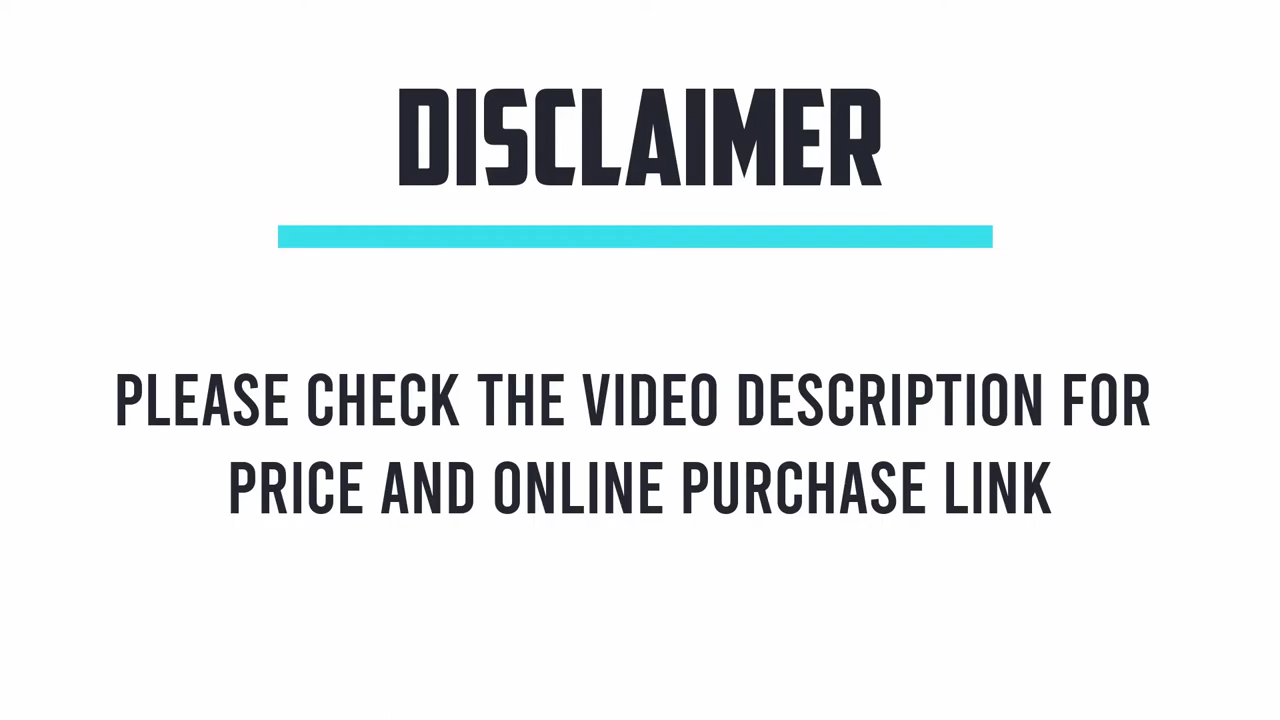 DISCLAIMER
PLEASE CHECK THE VIDEO DESCRIPTION FOR
PRICE AND ONLINE PURCHASE LINK